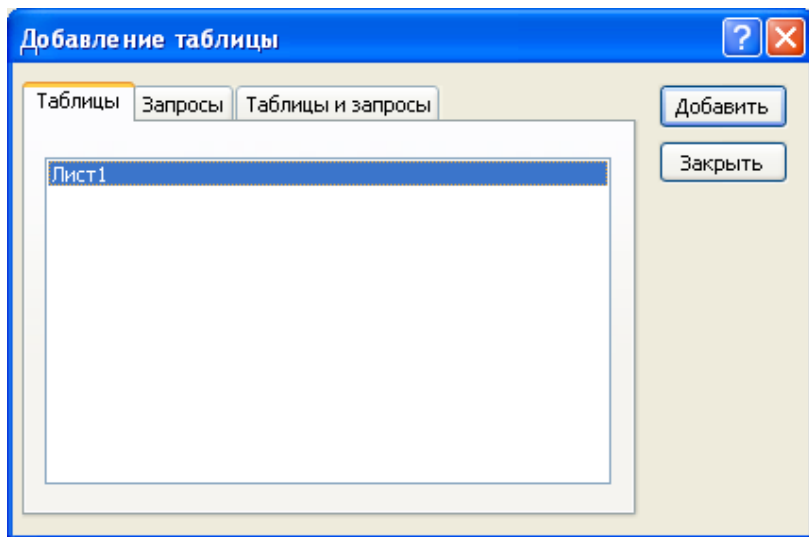 Добавление таблицы
Таблицы Запросы Таблицы и запросы
Добавить
Закрыть
Лист1